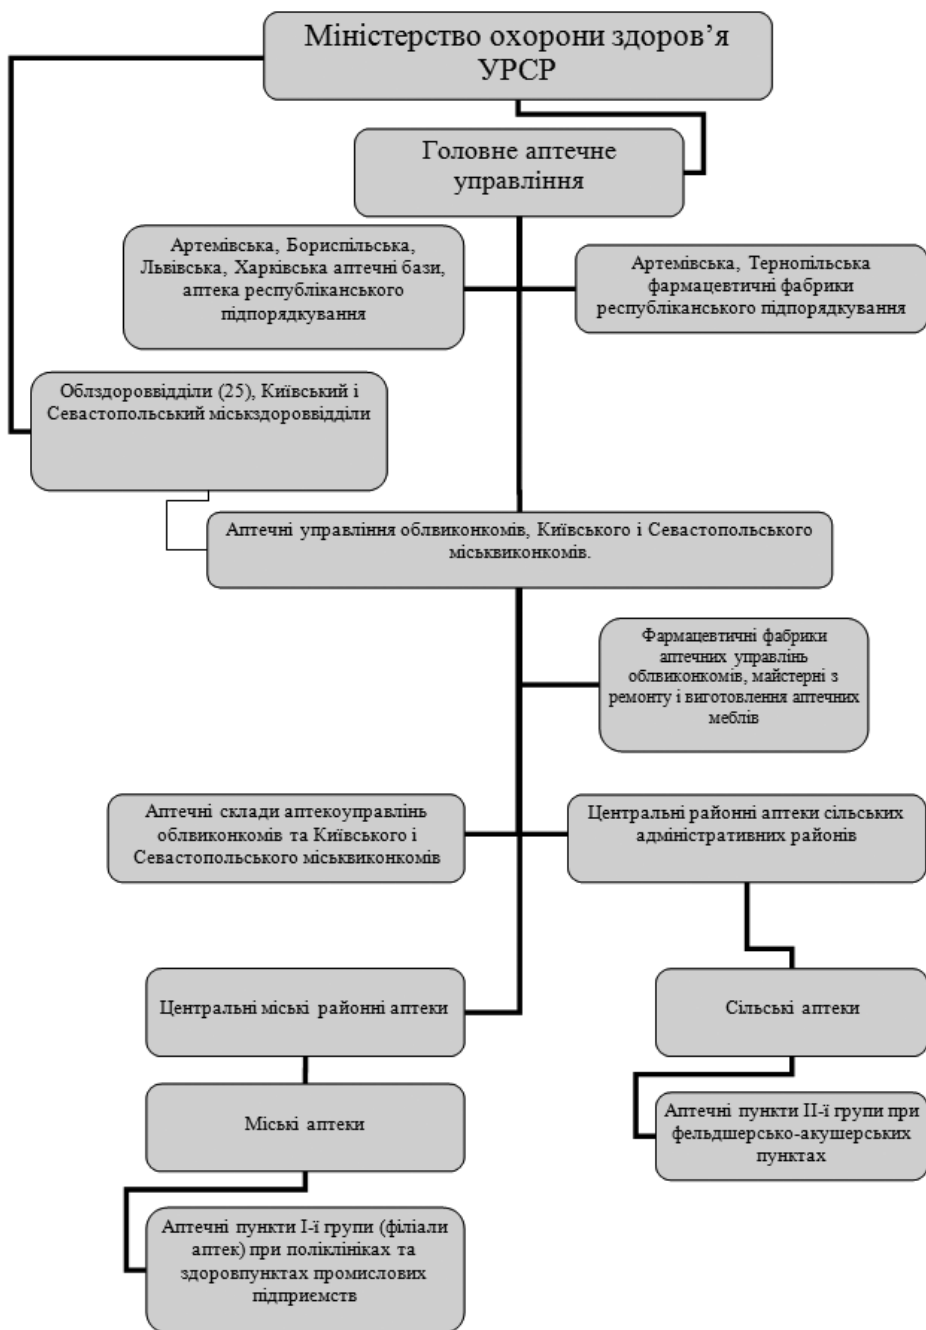 Міністерство охорони здоров’я
УРСР
Головне аптечне
управління
Артемівська, Бориспільська,
Львівська, Харківська аптечні бази,
аптека республіканського
підпорядкування
Артемівська, Тернопільська
фармацевтичні фабрики
республіканського підпорядкування
Облздороввідділи (25), Київський і
Севастопольський міськздороввідділи
Аптечні управління облвиконкомів, Київського і Севастопольського
міськвиконкомів.
Фармацевтичні фабрики
аптечних управлінь
облвиконкомів, майстерні з
ремонту і виготовлення аптечних
меблів
Аптечні склади аптекоуправлінь
облвиконкомів та Київського і
Севастопольського міськвиконкомів
Центральні районні аптеки сільських
адміністративних районів
Центральні міські районні аптеки
Сільські аптеки
Міські аптеки
Аптечні пункти II-ї групи при
фельдшерсько-акушерських
пунктах
Аптечні пункти I-ї групи (філіали
аптек) при поліклініках та
здоровпунктах промислових
підприємств